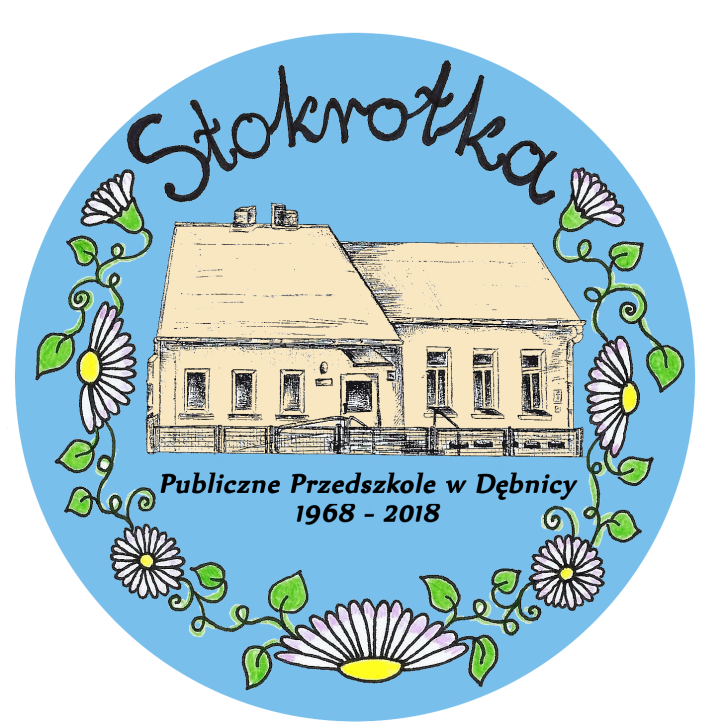 Stokrotka
Publiczne Przedszkole w Dębnicy
1968 - 2018